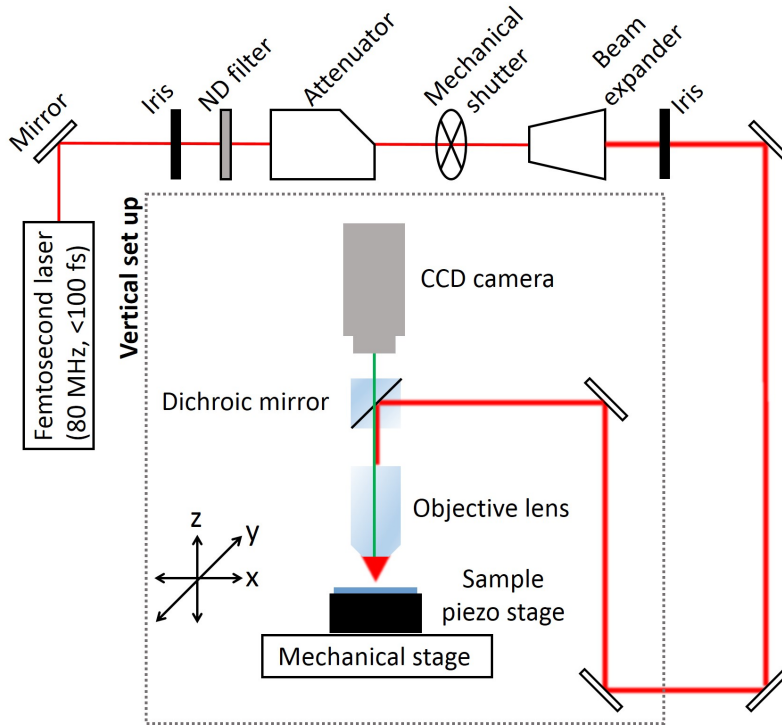 Mirror
Iris
ND filter
Attenuator
Mechanical
shutter
Beam
expander
Iris
Femtosecond laser
(80 MHz, <100 fs)
Vertical set up
CCD camera
Dichroic mirror
Objective lens
z
y
x
Sample
piezo stage
Mechanical stage